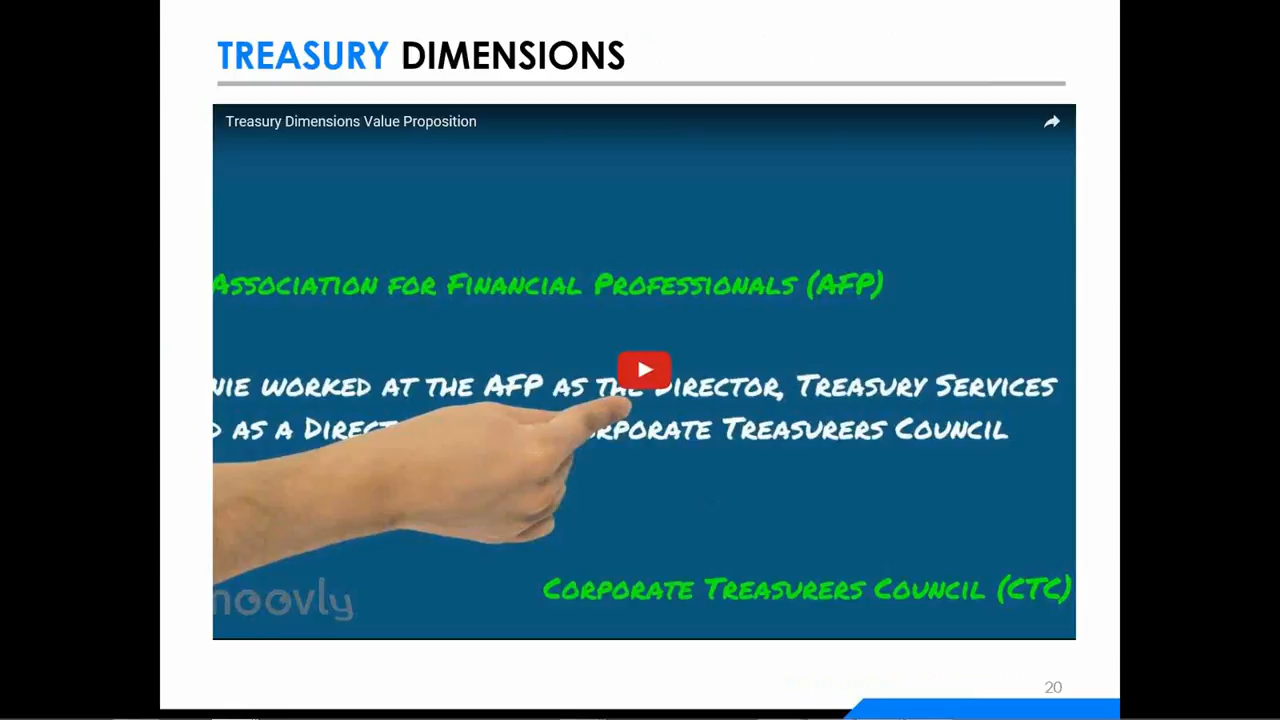 TREASURY DIMENSIONS
Treasury Dimensions Value Proposition
Association for Financial Professionals (AFP)
nie worked at the AFP as the Director, Treasury Services
as a Corporate Treasurers Council
Corporate Treasurers Council (CTC)
moovly
20